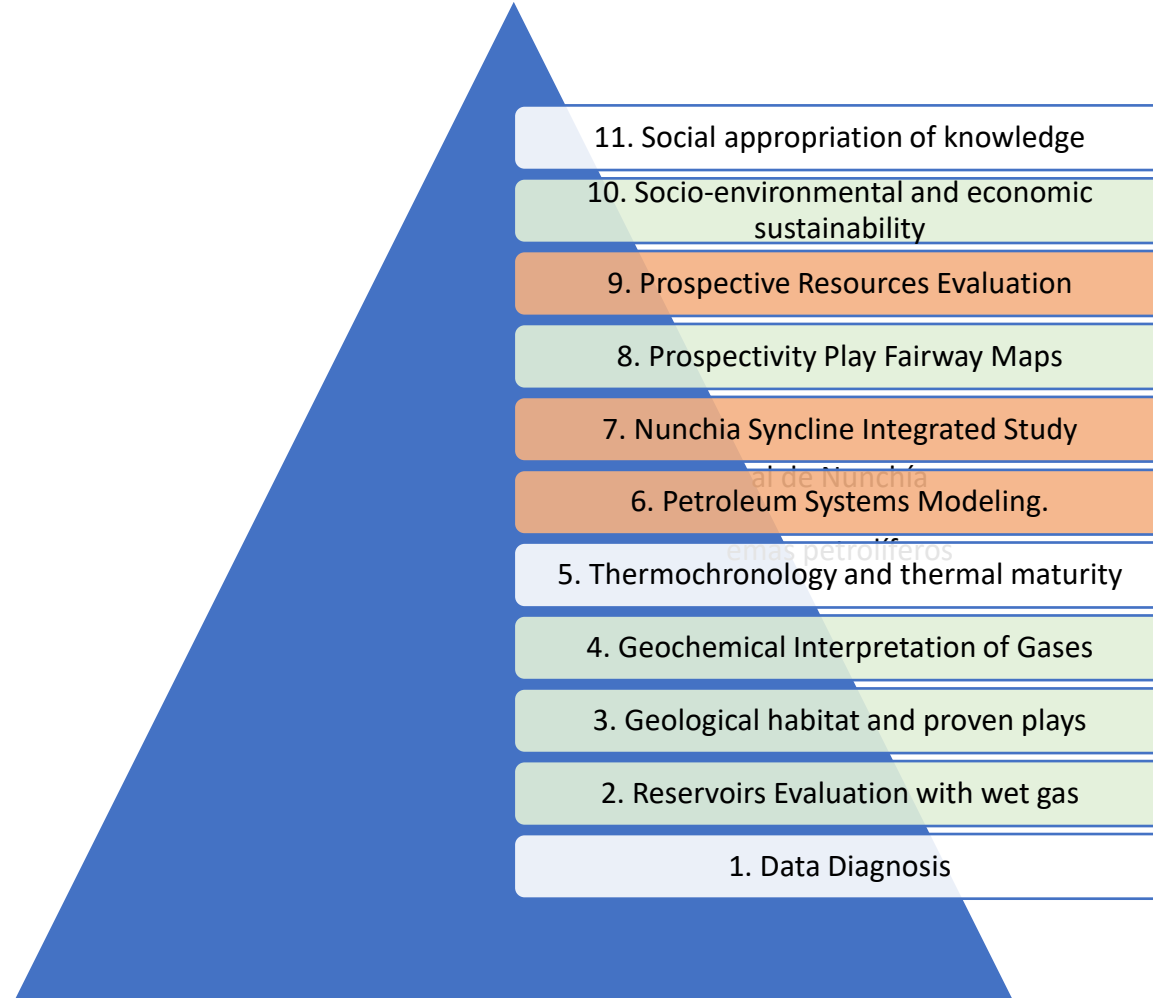 11. Social appropriation of knowledge
10. Socio-environmental and economic
sustainability
9. Prospective Resources Evaluation
8. Prospectivity Play Fairway Maps
7. Nunchia Syncline Integrated Study
al de Nunchía
6. Petroleum Systems Modeling.
emas petrolíferos
5. Thermochronology and thermal maturity
4. Geochemical Interpretation of Gases
3. Geological habitat and proven plays
2. Reservoirs Evaluation with wet gas
1. Data Diagnosis